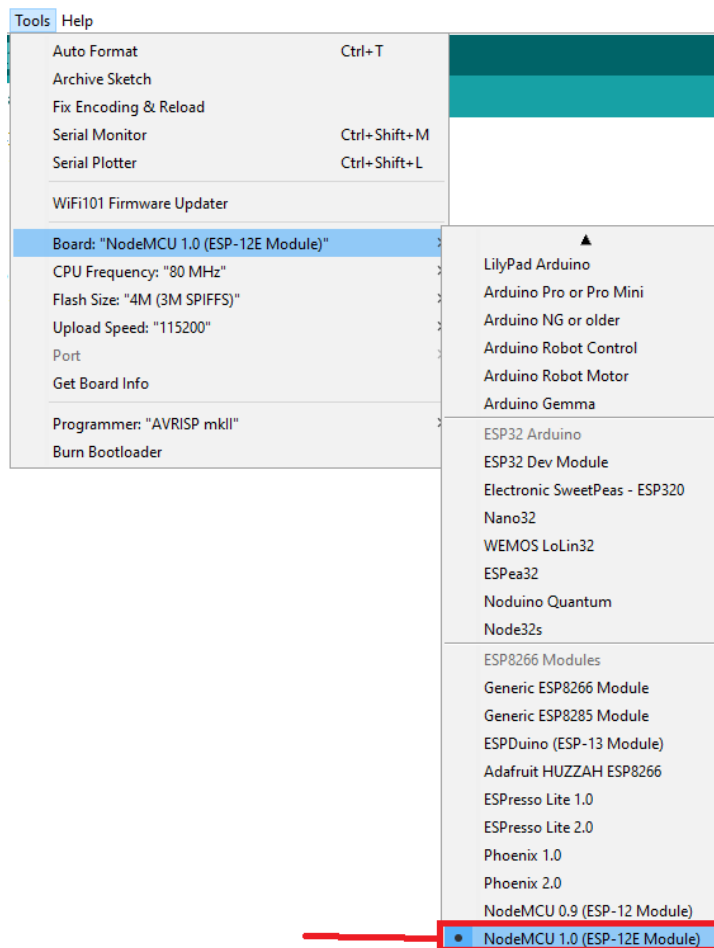 Tools Help
Auto Format Ctrl+T
Archive Sketch
Fix Encoding & Reload
Serial Monitor Ctrl+Shift+M
Serial Plotter Ctrl+Shift+L
WiFi101 Firmware Updater
Board: "NodeMCU 1.0 (ESP-12E Module)"
CPU Frequency: "80 MHz"
Flash Size: "4M (3M SPIFFS)"
Upload Speed: "115200"
Port
Get Board Info
Programmer: "AVRISP mkII"
Burn Bootloader
LilyPad Arduino
Arduino Pro or Pro Mini
Arduino NG or older
Arduino Robot Control
Arduino Robot Motor
Arduino Gemma
ESP32 Arduino
ESP32 Dev Module
Electronic SweetPeas - ESP320
Nano32
WEMOS LoLin32
ESPea32
Noduino Quantum
Node32s
ESP8266 Modules
Generic ESP8266 Module
Generic ESP8285 Module
ESPDuino (ESP-13 Module)
Adafruit HUZZAH ESP8266
ESPresso Lite 1.0
ESPresso Lite 2.0
Phoenix 1.0
Phoenix 2.0
NodeMCU 0.9 (ESP-12 Module)
NodeMCU 1.0 (ESP-12E Module)